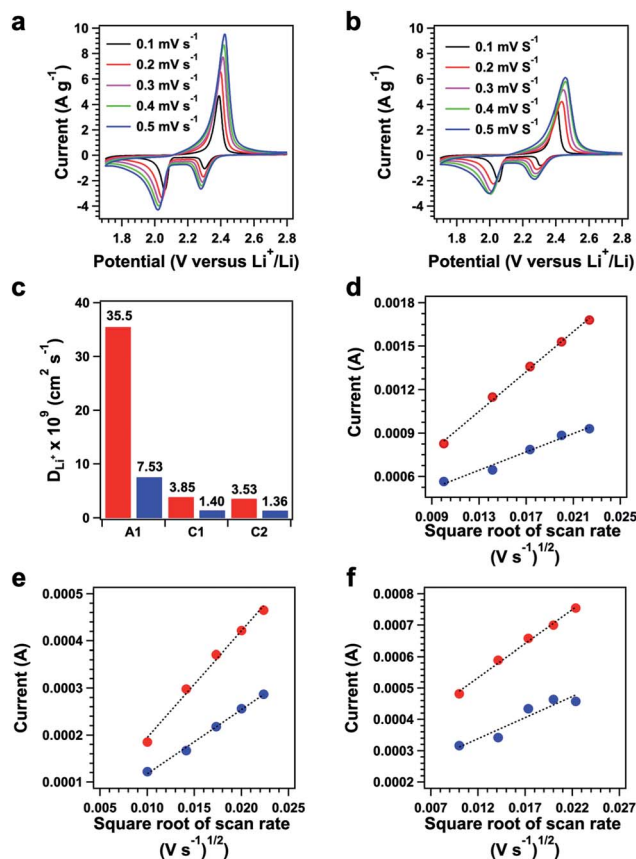 a
Current (A g⁻¹)
10
8
6
4
2
0
-2
-4
0.1 mV s⁻¹
0.2 mV s⁻¹
0.3 mV s⁻¹
0.4 mV s⁻¹
0.5 mV s⁻¹
1.8 2.0 2.2 2.4 2.6 2.8
Potential (V versus Li⁺/Li)
b
Current (A g⁻¹)
10
8
6
4
2
0
-2
-4
0.1 mV S⁻¹
0.2 mV S⁻¹
0.3 mV S⁻¹
0.4 mV S⁻¹
0.5 mV S⁻¹
1.8 2.0 2.2 2.4 2.6 2.8
Potential (V versus Li⁺/Li)
c
D_Li⁺ x 10⁹ (cm² s⁻¹)
40
30
20
10
0
35.5
7.53
3.85
1.40
3.53
1.36
A1 C1 C2
d
Current (A)
0.0018
0.0015
0.0012
0.0009
0.0006
0.009 0.013 0.017 0.021 0.025
Square root of scan rate
(V s⁻¹)¹/²
e
Current (A)
0.0005
0.0004
0.0003
0.0002
0.0001
0.005 0.010 0.015 0.020 0.025
Square root of scan rate
(V s⁻¹)¹/²
f
Current (A)
0.0008
0.0007
0.0006
0.0005
0.0004
0.0003
0.0002
0.007 0.012 0.017 0.022 0.027
Square root of scan rate
(V s⁻¹)¹/²